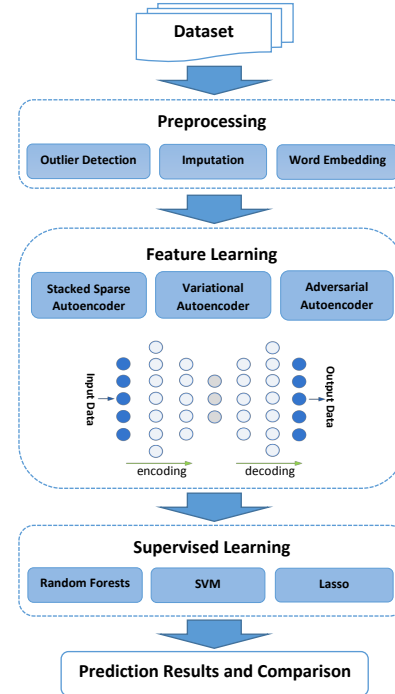 Dataset
Preprocessing
Outlier Detection
Imputation
Word Embedding
Feature Learning
Stacked Sparse
Autoencoder
Variational
Autoencoder
Adversarial
Autoencoder
Input Data
Output Data
encoding
decoding
Supervised Learning
Random Forests
SVM
Lasso
Prediction Results and Comparison